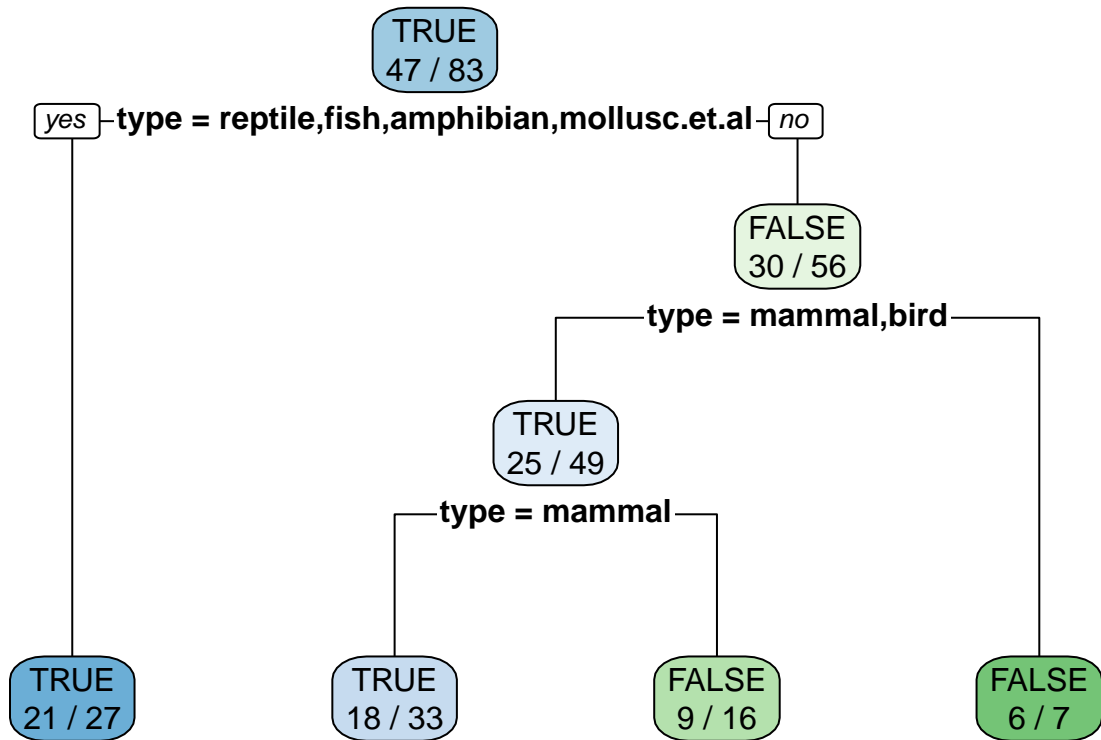 TRUE
47 / 83
yes type = reptile,fish,amphibian,mollusc.et.al no
FALSE
30 / 56
type = mammal,bird
TRUE
25 / 49
type = mammal
TRUE
21 / 27
TRUE
18 / 33
FALSE
9 / 16
FALSE
6 / 7